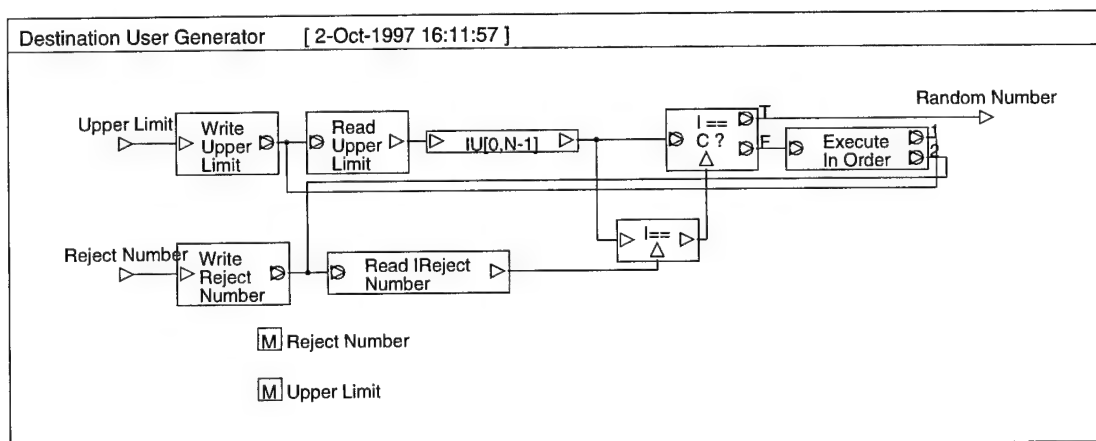 Destination User Generator [ 2-Oct-1997 16:11:57 ]
Random Number
Upper Limit
Write
Upper
Limit
Read
Upper
Limit
IU[0,N-1]
I ==
C ?
T
F
Execute
In Order
1
2
Reject Number
Write
Reject
Number
Read IReject
Number
I==
M Reject Number
M Upper Limit